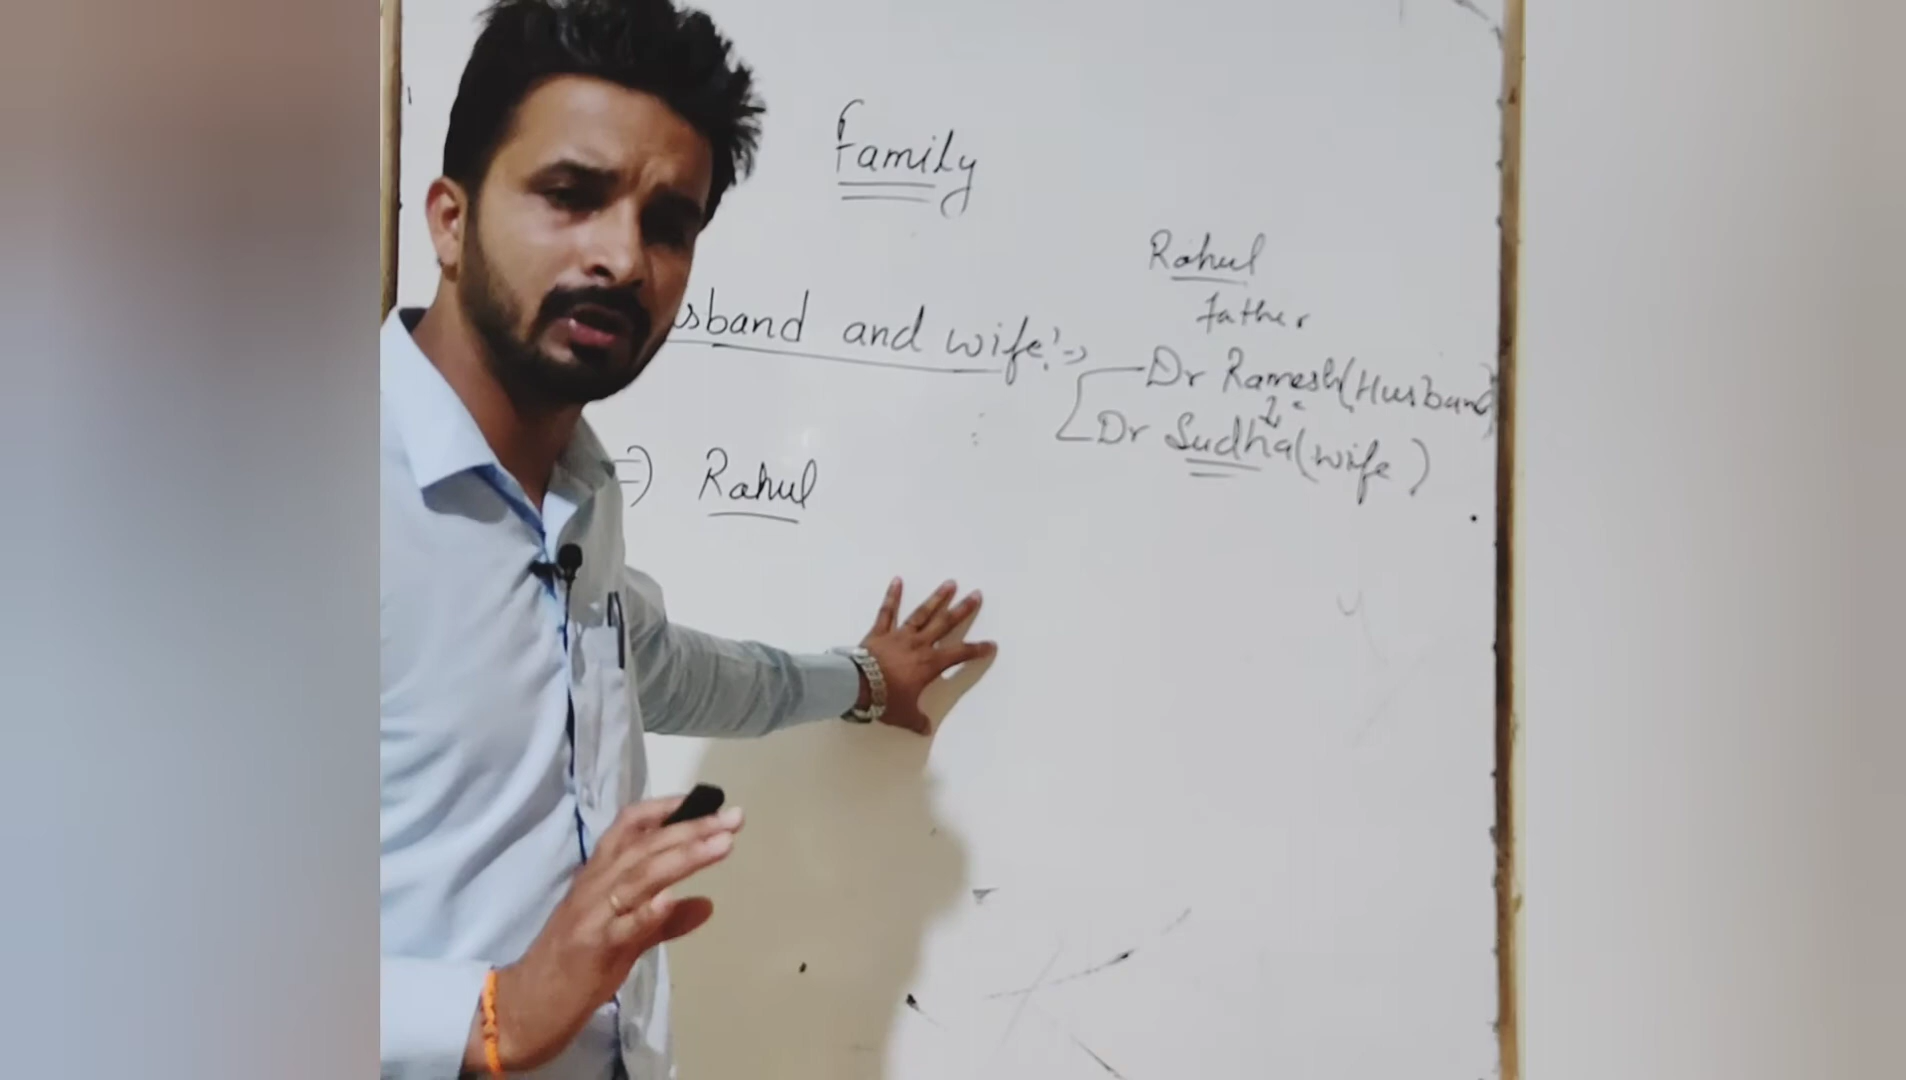 Family
Rahul
father
sband and wife:->
Dr Ramesh (Husband)
Dr Sudha (wife)
=) Rahul